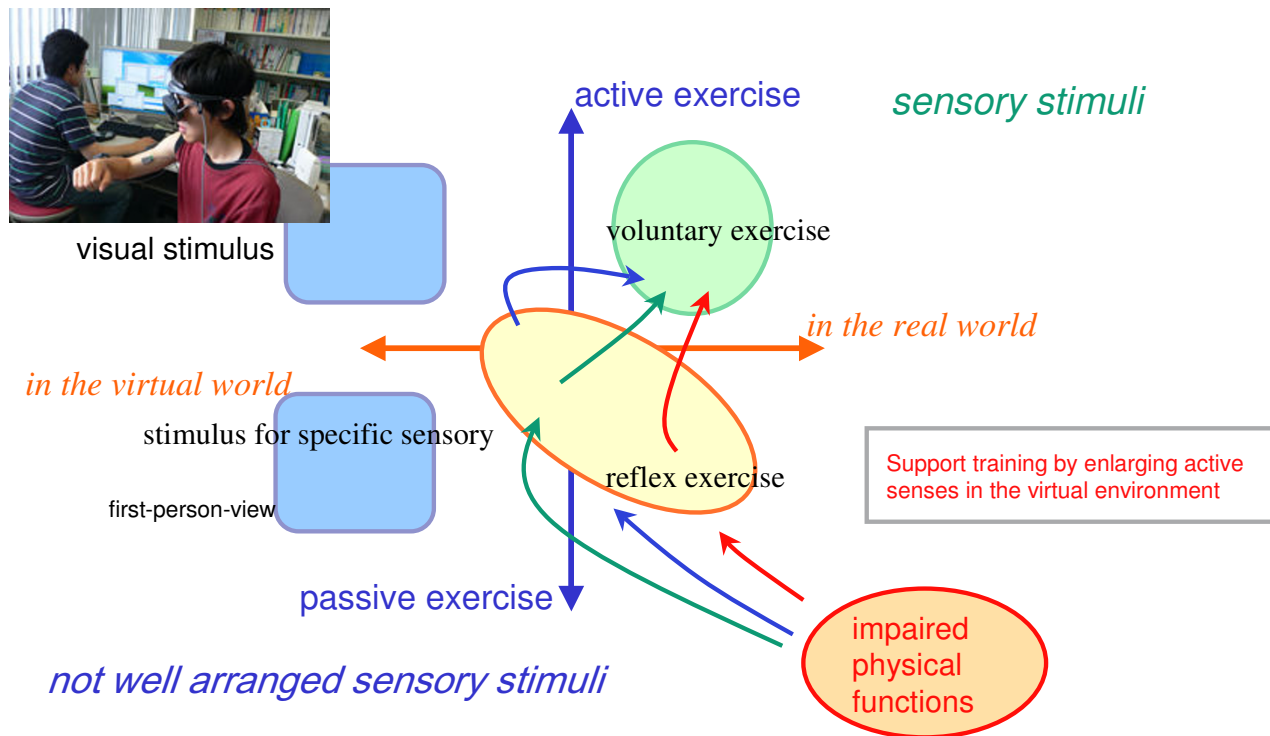 active exercise
sensory stimuli
voluntary exercise
visual stimulus
in the real world
in the virtual world
stimulus for specific sensory
reflex exercise
Support training by enlarging active
senses in the virtual environment
first-person-view
passive exercise
impaired
physical
functions
not well arranged sensory stimuli